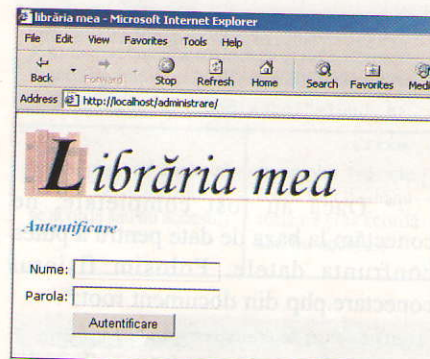 librăria mea - Microsoft Internet Explorer
File Edit View Favorites Tools Help
Back Forward Stop Refresh Home Search Favorites
Address http://localhost/administrare/
Librăria mea
Autentificare
Nume:
Parola:
Autentificare